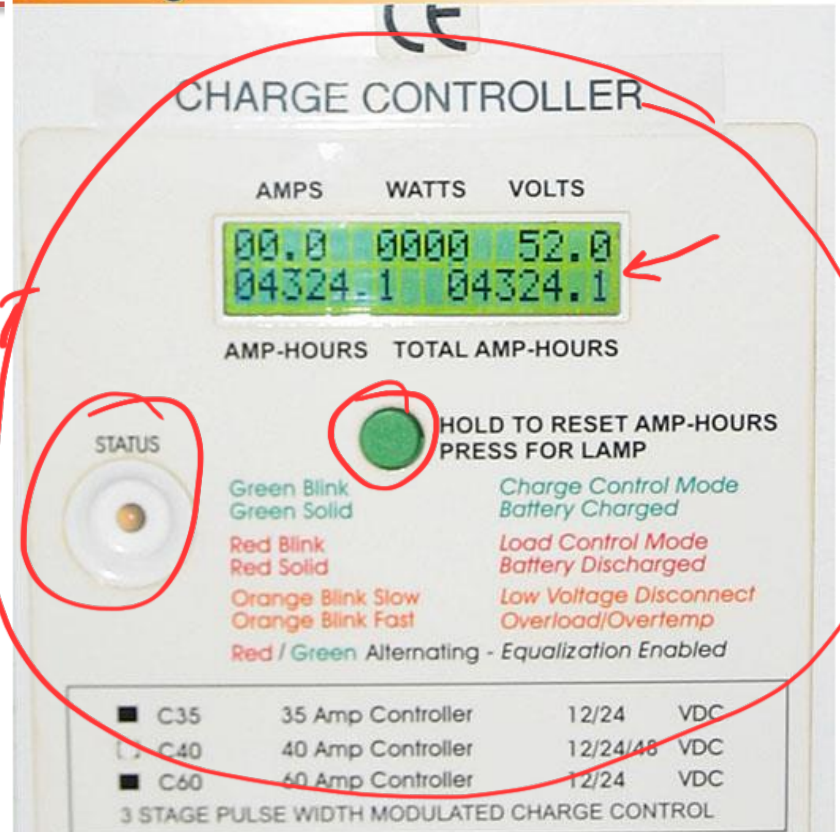 CE
CHARGE CONTROLLER
AMPS WATTS VOLTS
00.0 0000 52.0
04324.1 04324.1
AMP-HOURS TOTAL AMP-HOURS
HOLD TO RESET AMP-HOURS
PRESS FOR LAMP
STATUS
Green Blink Charge Control Mode
Green Solid Battery Charged
Red Blink Load Control Mode
Red Solid Battery Discharged
Orange Blink Slow Low Voltage Disconnect
Orange Blink Fast Overload/Overtemp
Red / Green Alternating - Equalization Enabled
C35 35 Amp Controller 12/24 VDC
C40 40 Amp Controller 12/24/48 VDC
C60 60 Amp Controller 12/24 VDC
3 STAGE PULSE WIDTH MODULATED CHARGE CONTROL